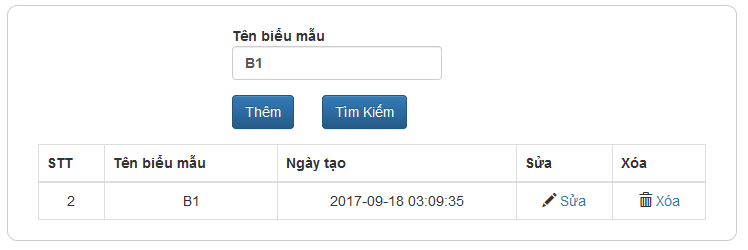 Tên biểu mẫu
B1
Thêm Tìm Kiếm
STT Tên biểu mẫu Ngày tạo Sửa Xóa
2 B1 2017-09-18 03:09:35 Sửa Xóa